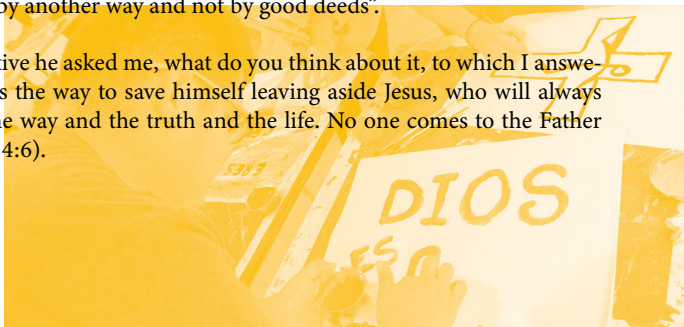 by another way and not by good deeds".
tive he asked me, what do you think about it, to which I answe-
s the way to save himself leaving aside Jesus, who will always
e way and the truth and the life. No one comes to the Father
4:6).
ERES
DIOS
ES